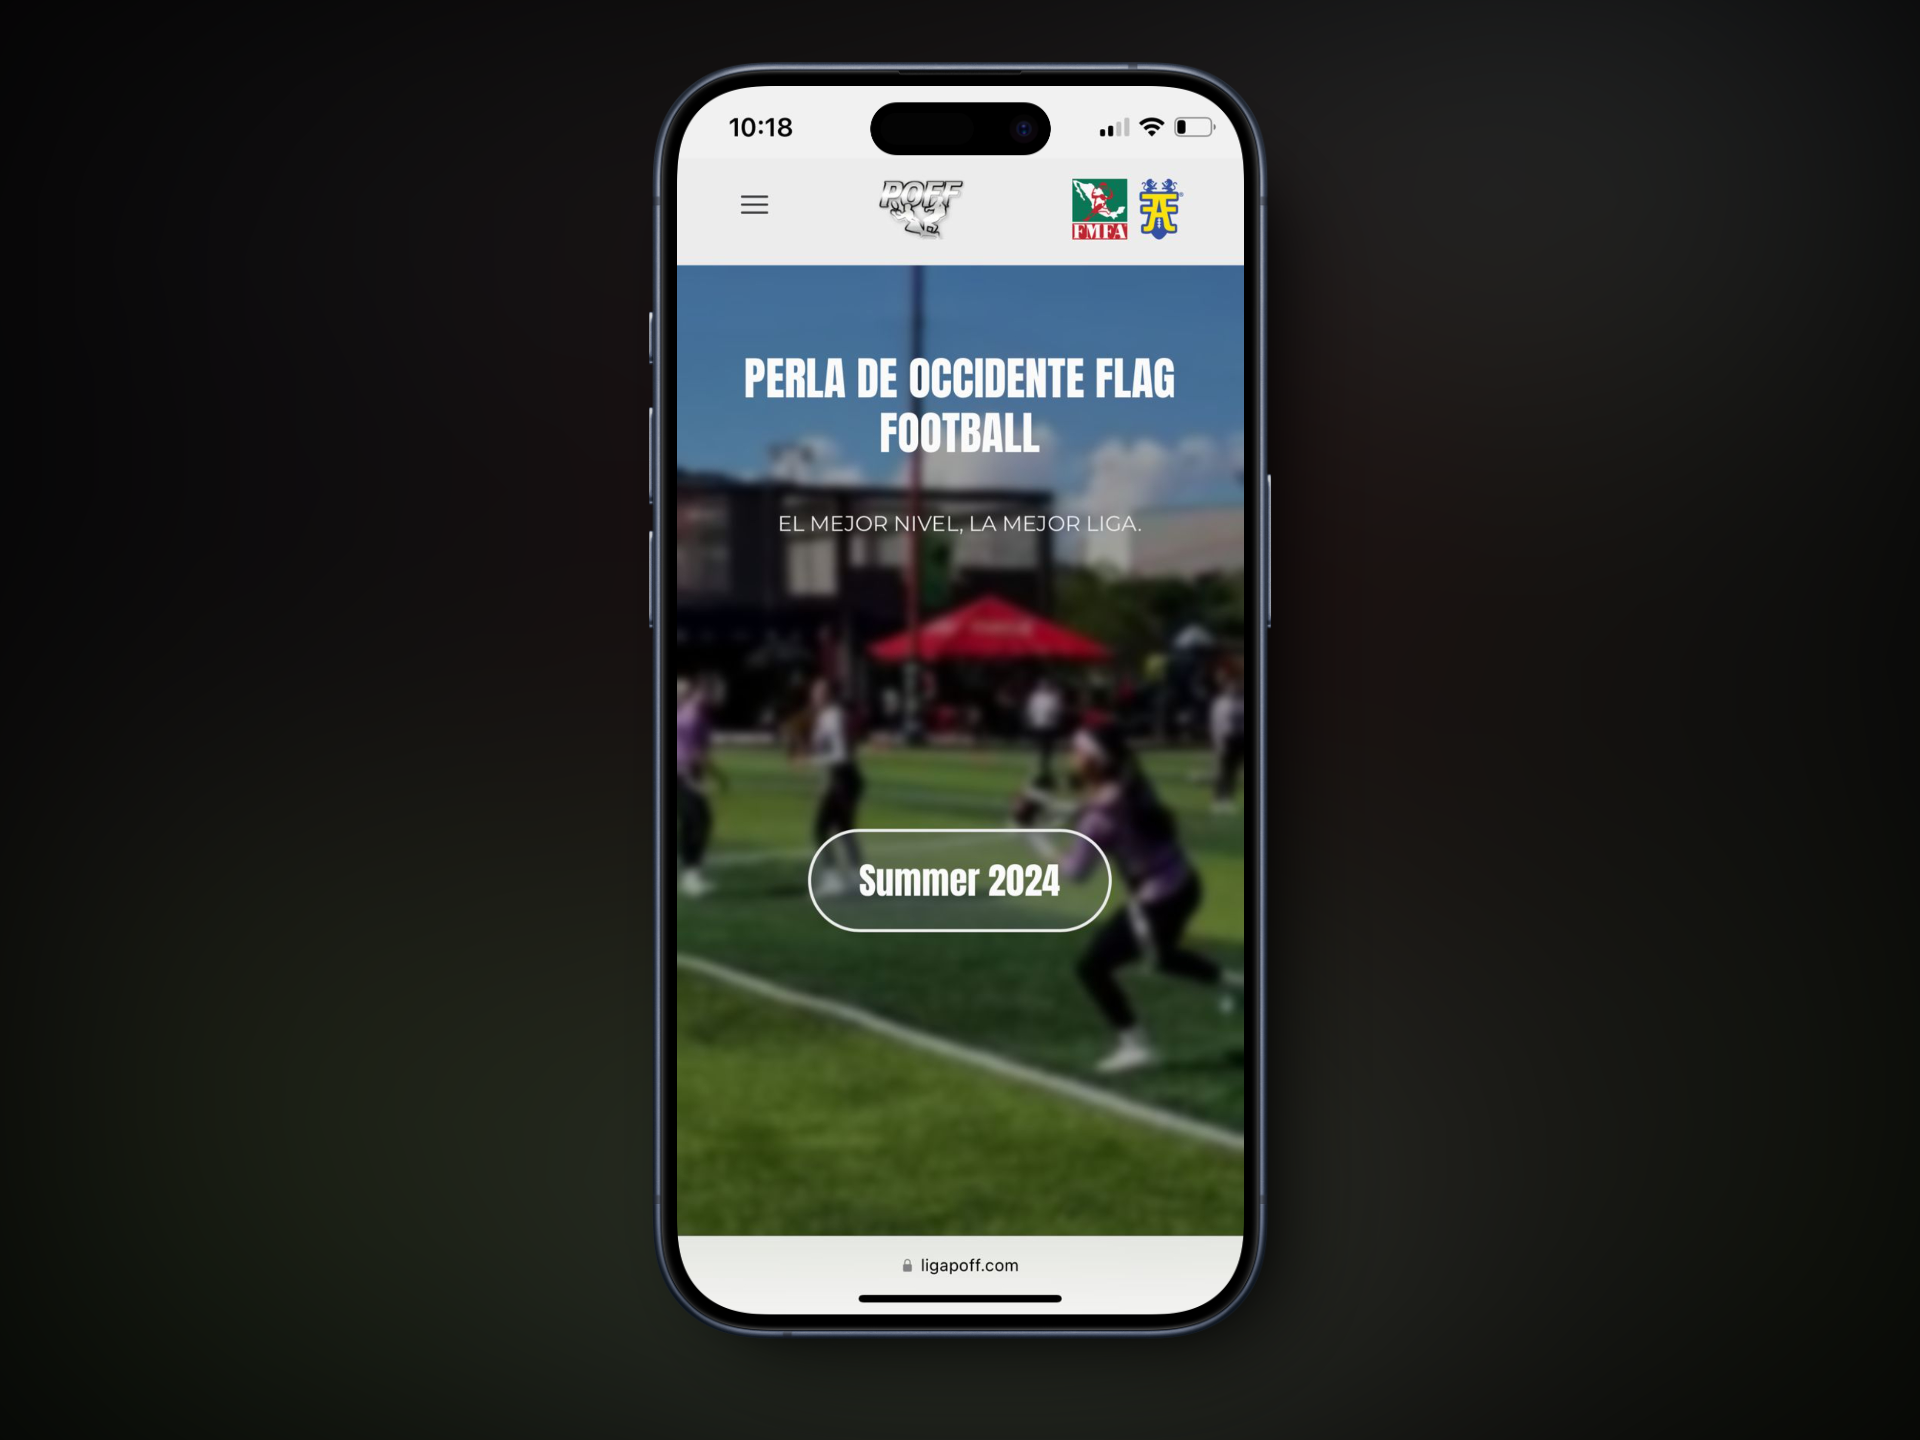 10:18
POFF
FMFA
PERLA DE OCCIDENTE FLAG
FOOTBALL
EL MEJOR NIVEL, LA MEJOR LIGA.
Summer 2024
ligapoff.com